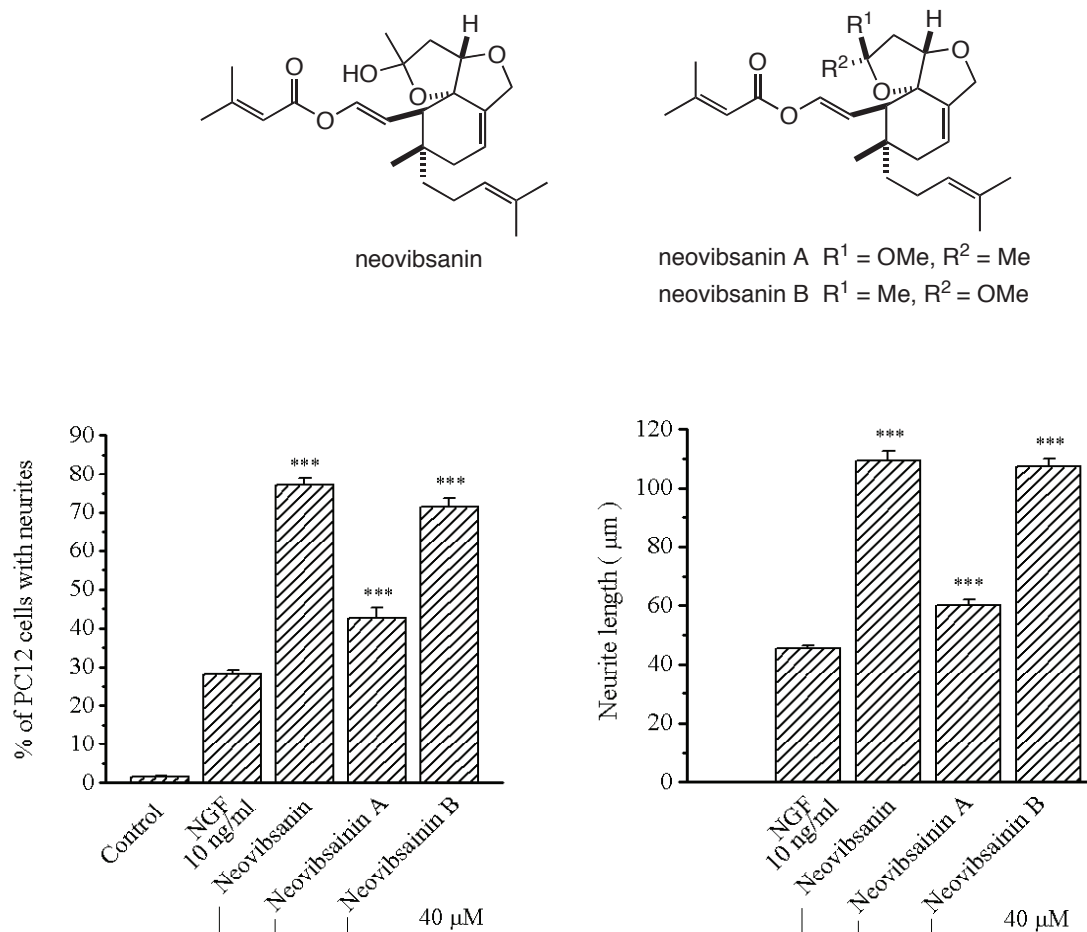 H
O
HO
O
O
O
neovibsanin
R¹
H
R²
O
O
O
O
neovibsanin A R¹ = OMe, R² = Me
neovibsanin B R¹ = Me, R² = OMe
% of PC12 cells with neurites
90
80
70
60
50
40
30
20
10
0
***
***
***
Control
NGF
10 ng/ml
Neovibsanin
Neovibsainin A
Neovibsainin B
40 μM
Neurite length ( μm )
120
100
80
60
40
20
0
***
***
***
NGF
10 ng/ml
Neovibsanin
Neovibsainin A
Neovibsainin B
40 μM